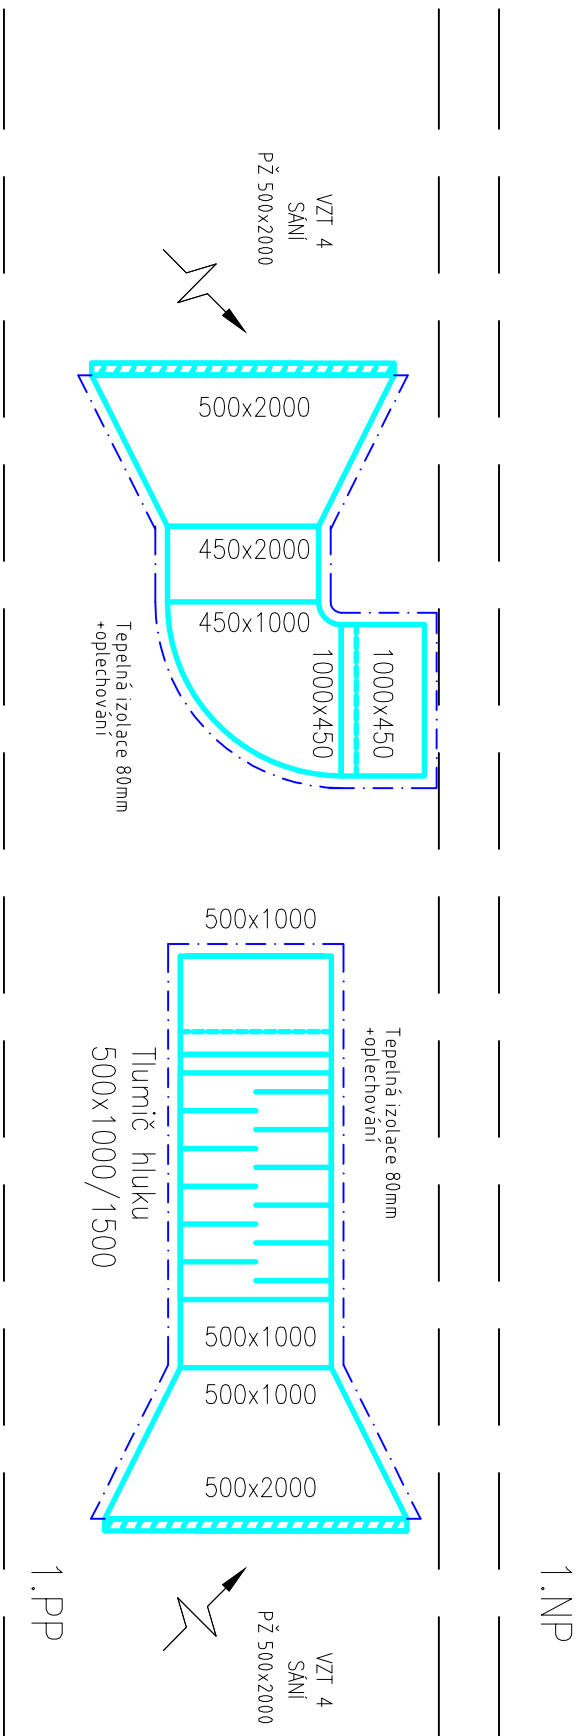 VZT 4
SÁNÍ
PŽ 500x2000
500x2000
450x2000
450x1000
1000x450
1000x450
Tepelná izolace 80mm
+oplechování
500x1000
Tepelná izolace 80mm
+oplechování
Tlumič hluku
500x1000/1500
500x1000
500x1000
500x2000
1.NP
1.PP
VZT 4
SÁNÍ
PŽ 500x2000